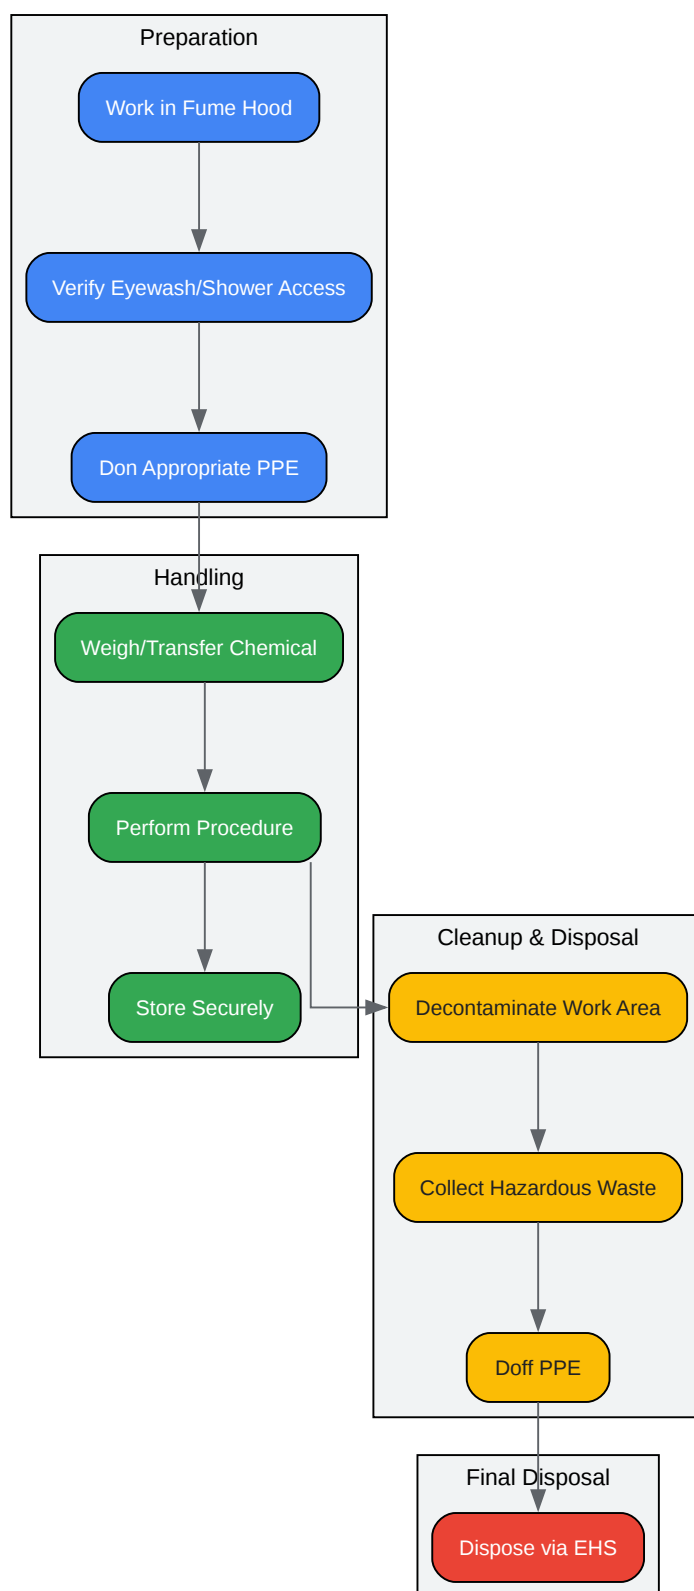 Preparation
Work in Fume Hood
Verify Eyewash/Shower Access
Don Appropriate PPE
Handling
Weigh/Transfer Chemical
Perform Procedure
Store Securely
Cleanup & Disposal
Decontaminate Work Area
Collect Hazardous Waste
Doff PPE
Final Disposal
Dispose via EHS